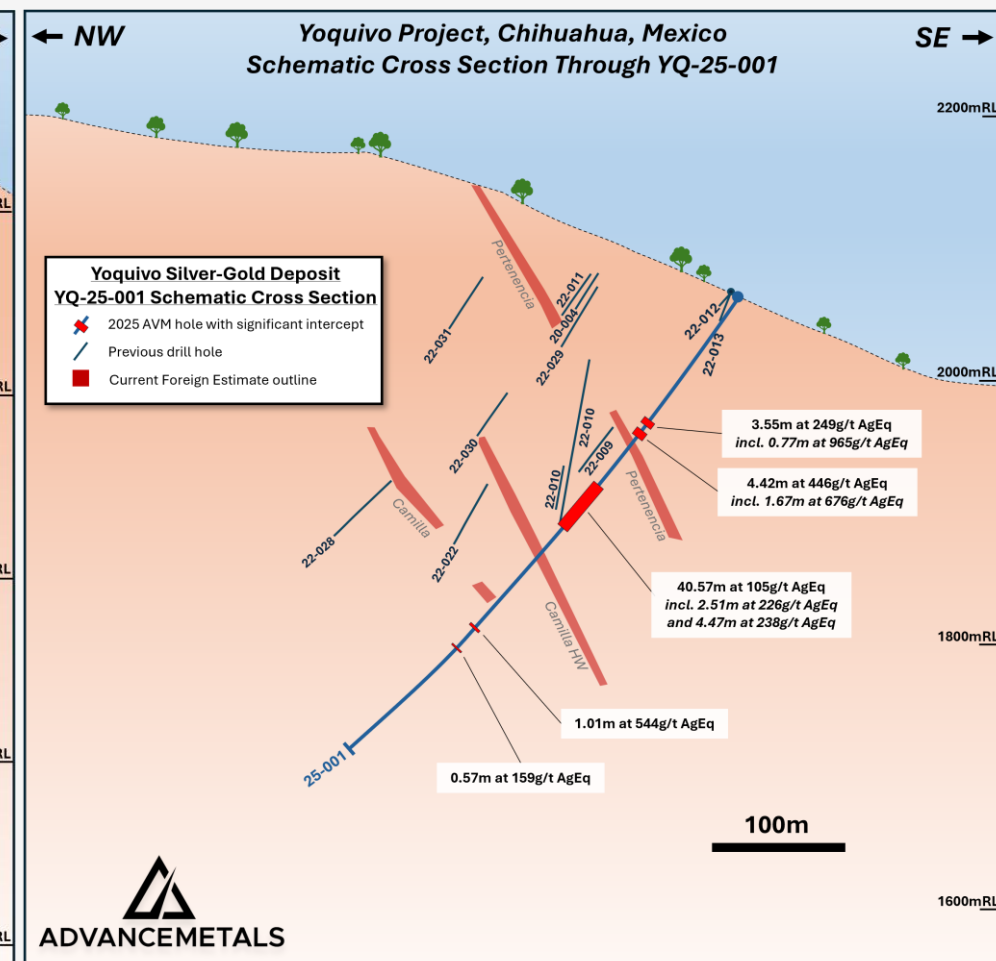 NW
Yoquivo Project, Chihuahua, Mexico
Schematic Cross Section Through YQ-25-001
SE
2200mRL
RL
Pertenencia
Yoquivo Silver-Gold Deposit
YQ-25-001 Schematic Cross Section
2025 AVM hole with significant intercept
Previous drill hole
Current Foreign Estimate outline
22-031
22-011
20-004
22-029
22-012
22-013
2000mRL
RL
22-030
22-010
22-009
22-010
3.55m at 249g/t AgEq
incl. 0.77m at 965g/t AgEq
4.42m at 446g/t AgEq
incl. 1.67m at 676g/t AgEq
Pertenencia
Camilla
22-028
22-022
RL
40.57m at 105g/t AgEq
incl. 2.51m at 226g/t AgEq
and 4.47m at 238g/t AgEq
Camilla HW
1800mRL
1.01m at 544g/t AgEq
0.57m at 159g/t AgEq
25-001
RL
100m
1600mRL
ADVANCEMETALS
RL